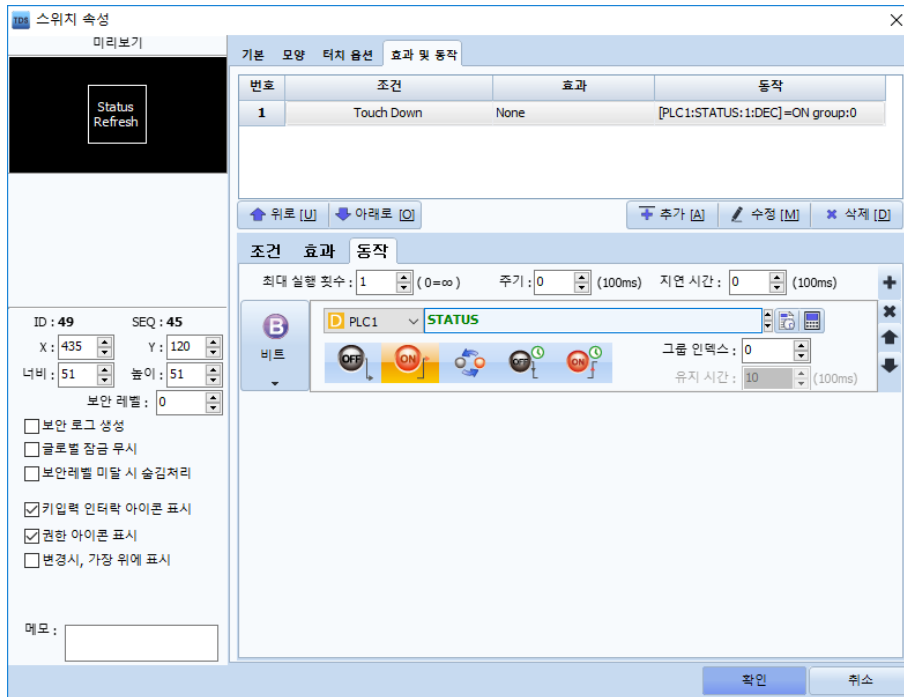 TDS 스위치 속성
미리보기
Status
Refresh
ID : 49 SEQ : 45
X : 435 Y : 120
너비 : 51 높이 : 51
보안 레벨 : 0
보안 로그 생성
글로벌 잠금 무시
보안레벨 미달 시 숨김처리
키입력 인터락 아이콘 표시
권한 아이콘 표시
변경시, 가장 위에 표시
메모 :
기본 모양 터치 옵션 효과 및 동작
번호 조건 효과 동작
1 Touch Down None [PLC1:STATUS:1:DEC]=ON group:0
위로 [U] 아래로 [O] 추가 [A] 수정 [M] 삭제 [D]
조건 효과 동작
최대 실행 횟수 : 1 ( 0=∞ ) 주기 : 0 (100ms) 지연 시간 : 0 (100ms)
B 비트
D PLC1 STATUS
OFF ON OFF ON
그룹 인덱스 : 0
유지 시간 : 10 (100ms)
확인 취소